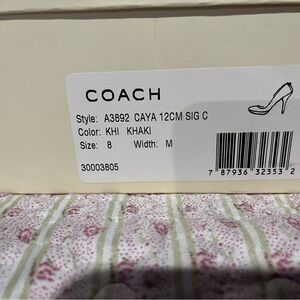 COACH
Style: A3892 CAYA 12CM SIG C
Color: KHI KHAKI
Size: 8 Width: M
30003805
7 87936 32353 2